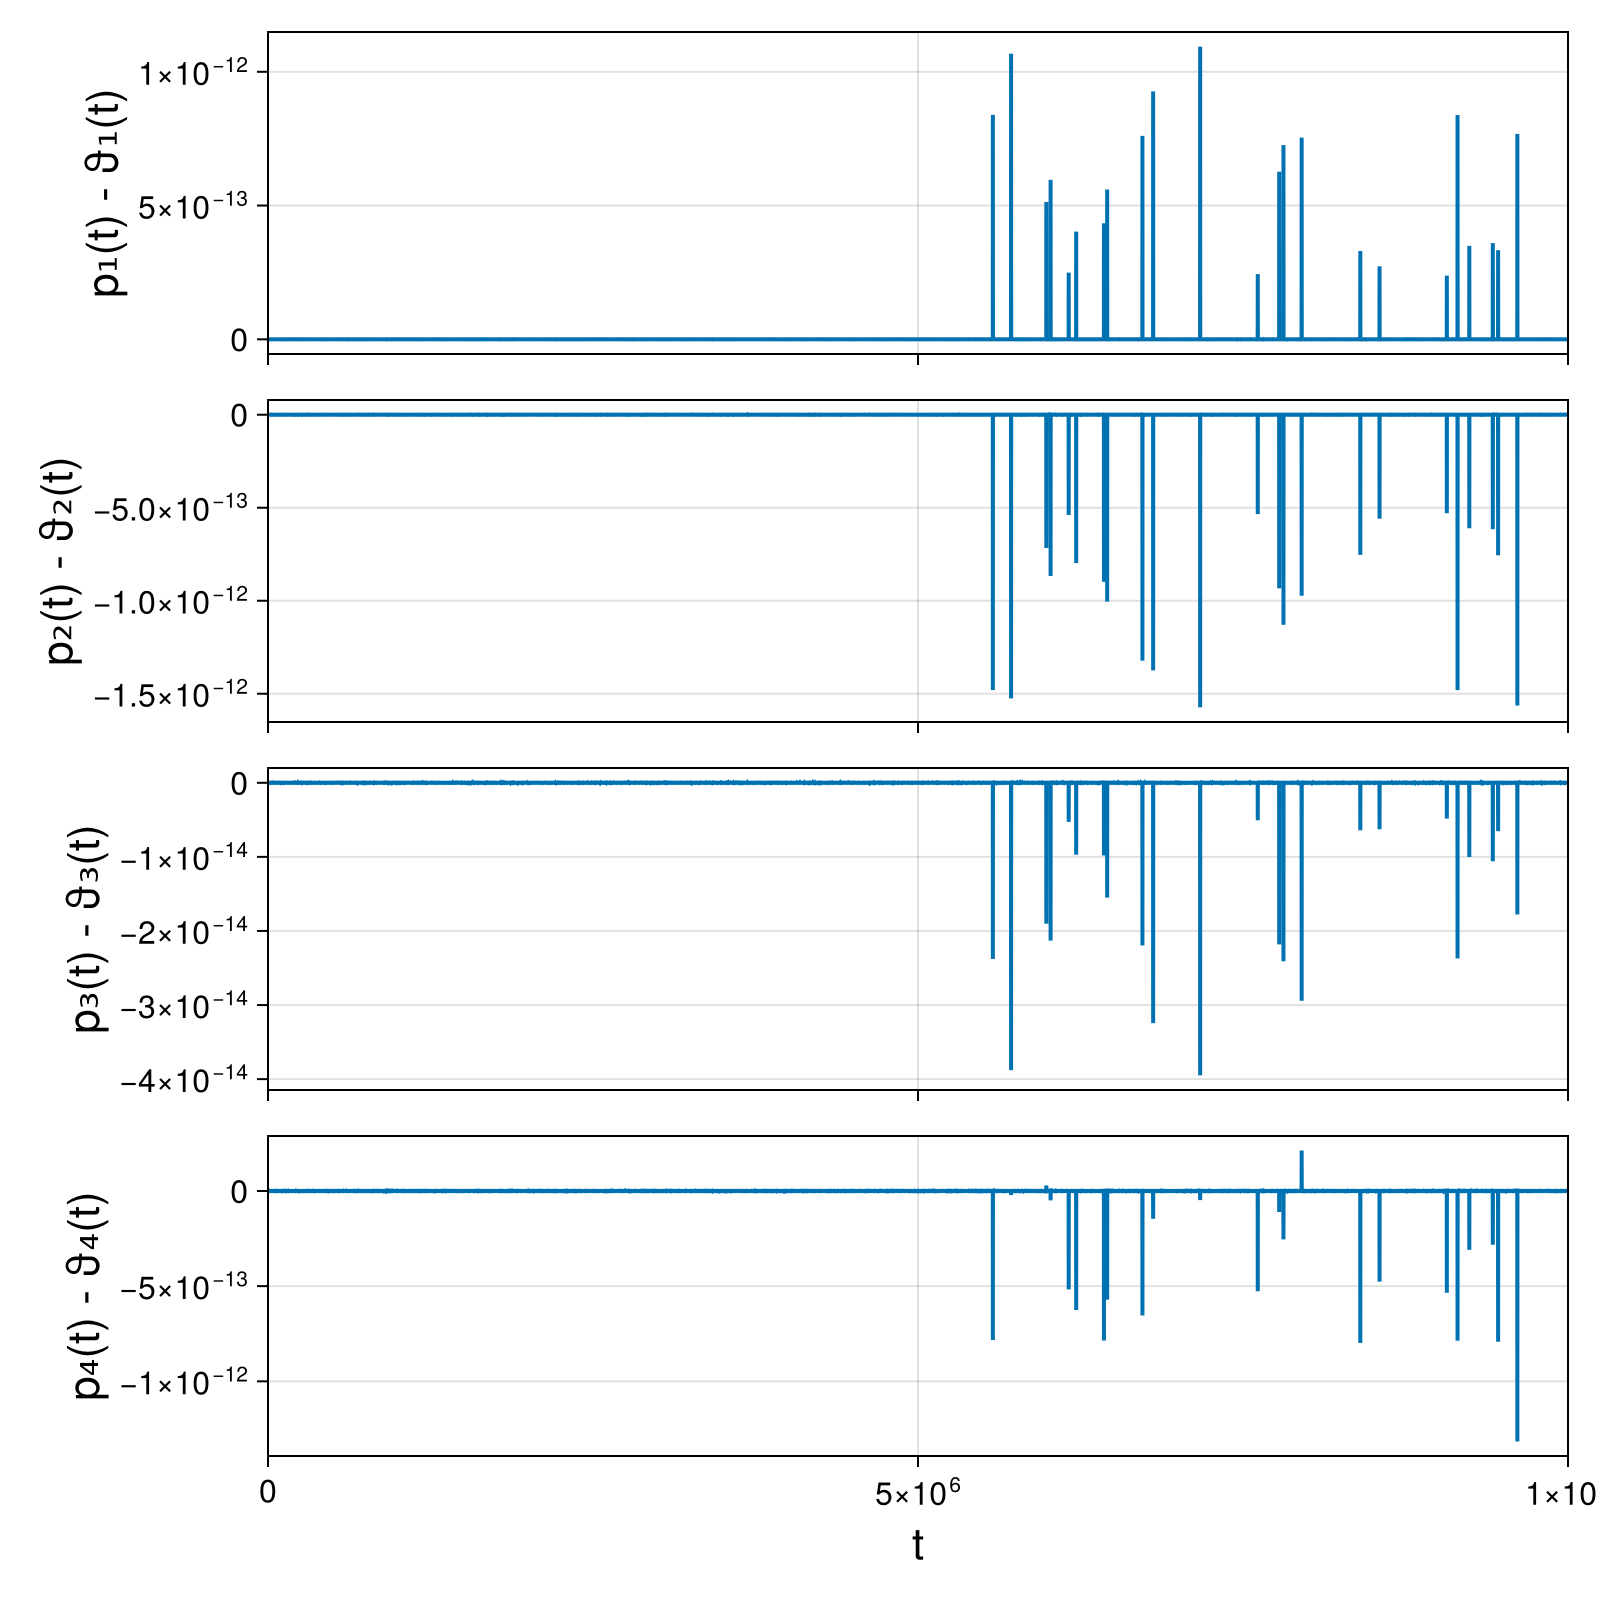 1×10⁻¹²
5×10⁻¹³
0
p₁(t) - ϑ₁(t)
0
−5.0×10⁻¹³
−1.0×10⁻¹²
−1.5×10⁻¹²
p₂(t) - ϑ₂(t)
0
−1×10⁻¹⁴
−2×10⁻¹⁴
−3×10⁻¹⁴
−4×10⁻¹⁴
p₃(t) - ϑ₃(t)
0
−5×10⁻¹³
−1×10⁻¹²
p₄(t) - ϑ₄(t)
0 5×10⁶ 1×10
t